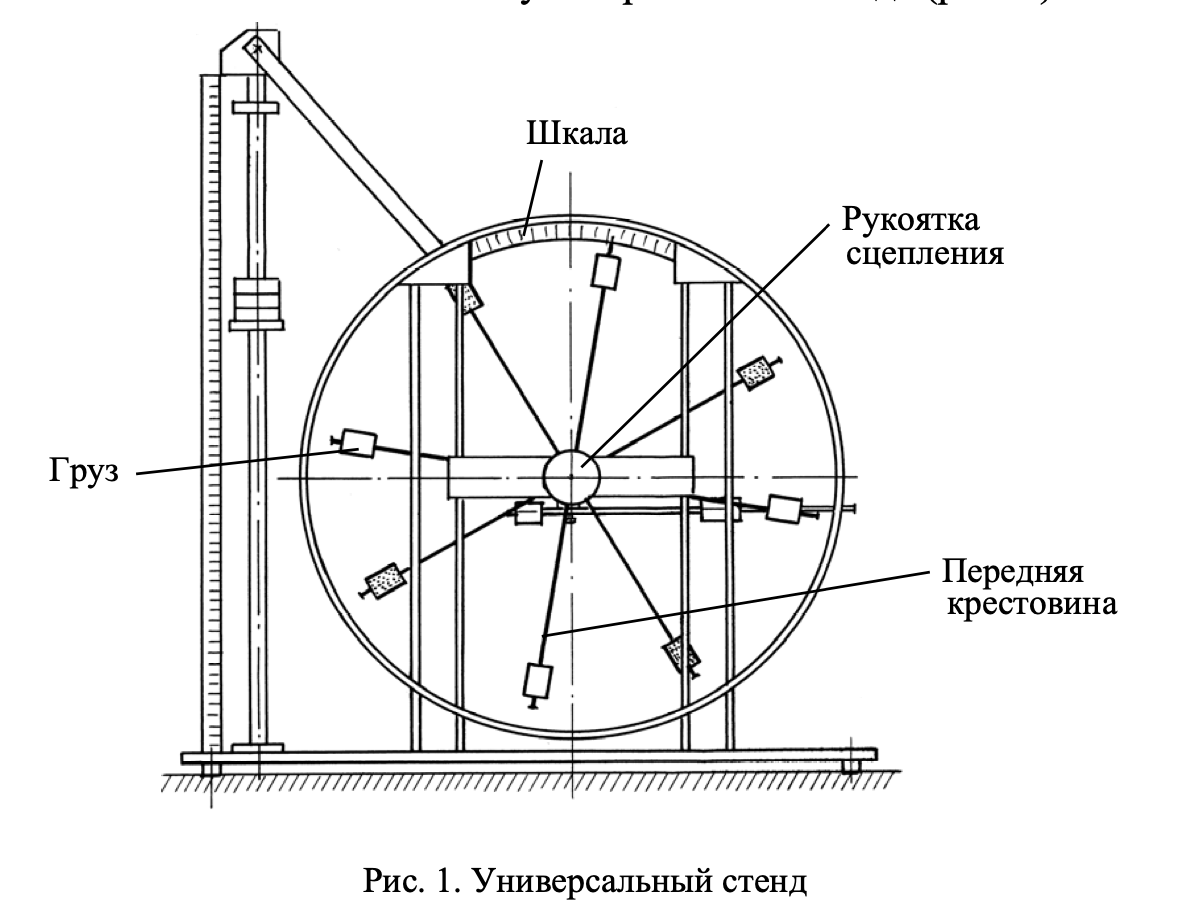 Шкала
Рукоятка
сцепления
Груз
Передняя
крестовина
Рис. 1. Универсальный стенд